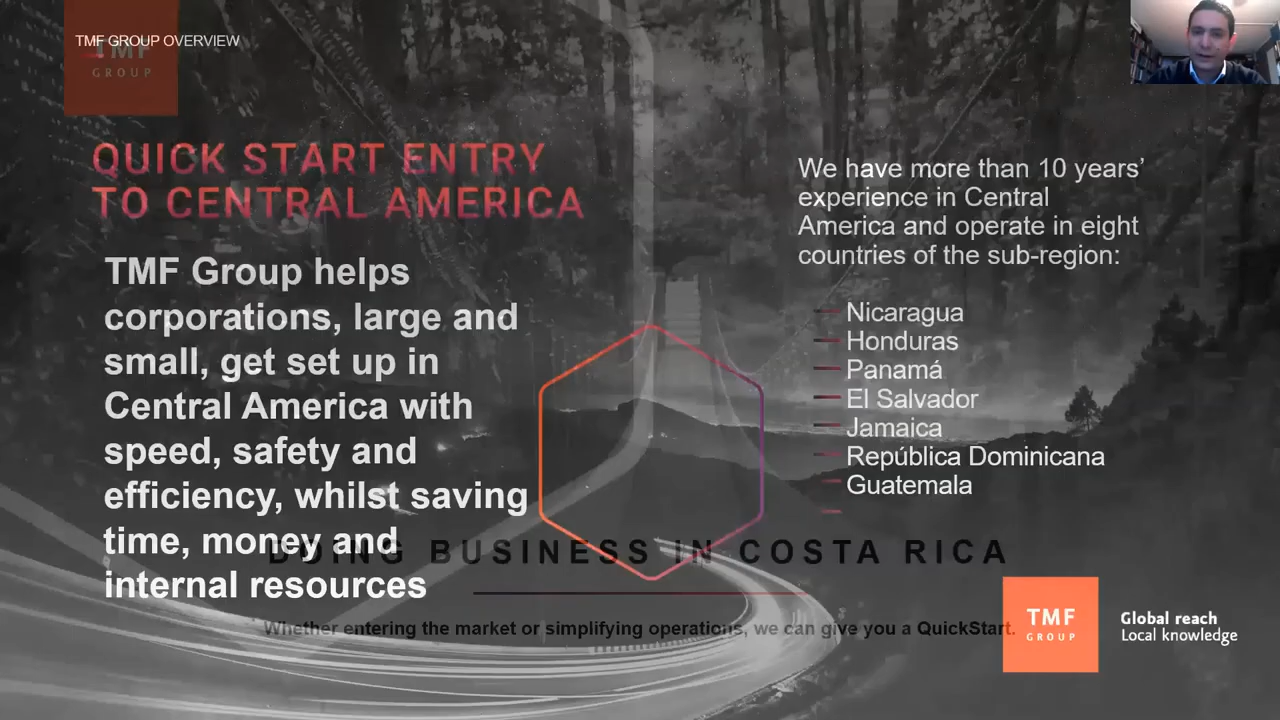 TMF GROUP OVERVIEW
TMF
GROUP
QUICK START ENTRY
TO CENTRAL AMERICA
TMF Group helps
corporations, large and
small, get set up in
Central America with
speed, safety and
efficiency, whilst saving
time, money and
internal resources
We have more than 10 years’
experience in Central
America and operate in eight
countries of the sub-region:
Nicaragua
Honduras
Panamá
El Salvador
Jamaica
República Dominicana
Guatemala
DOING BUSINESS IN COSTA RICA
Whether entering the market or simplifying operations, we can give you a QuickStart.
TMF
GROUP
Global reach
Local knowledge